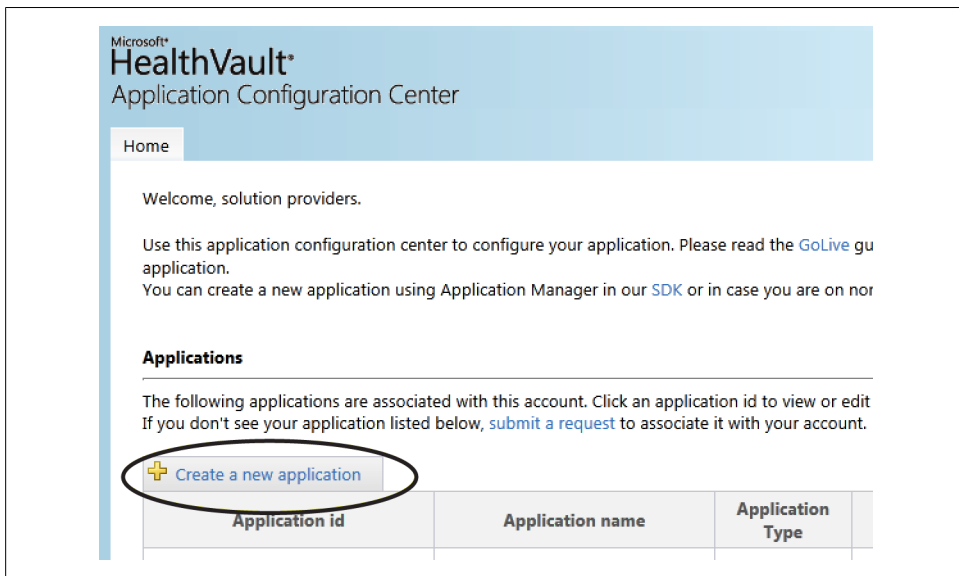 Microsoft®
HealthVault®
Application Configuration Center
Home
Welcome, solution providers.
Use this application configuration center to configure your application. Please read the GoLive gu
application.
You can create a new application using Application Manager in our SDK or in case you are on nor
Applications
The following applications are associated with this account. Click an application id to view or edit
If you don't see your application listed below, submit a request to associate it with your account.
Create a new application
Application id
Application name
Application
Type